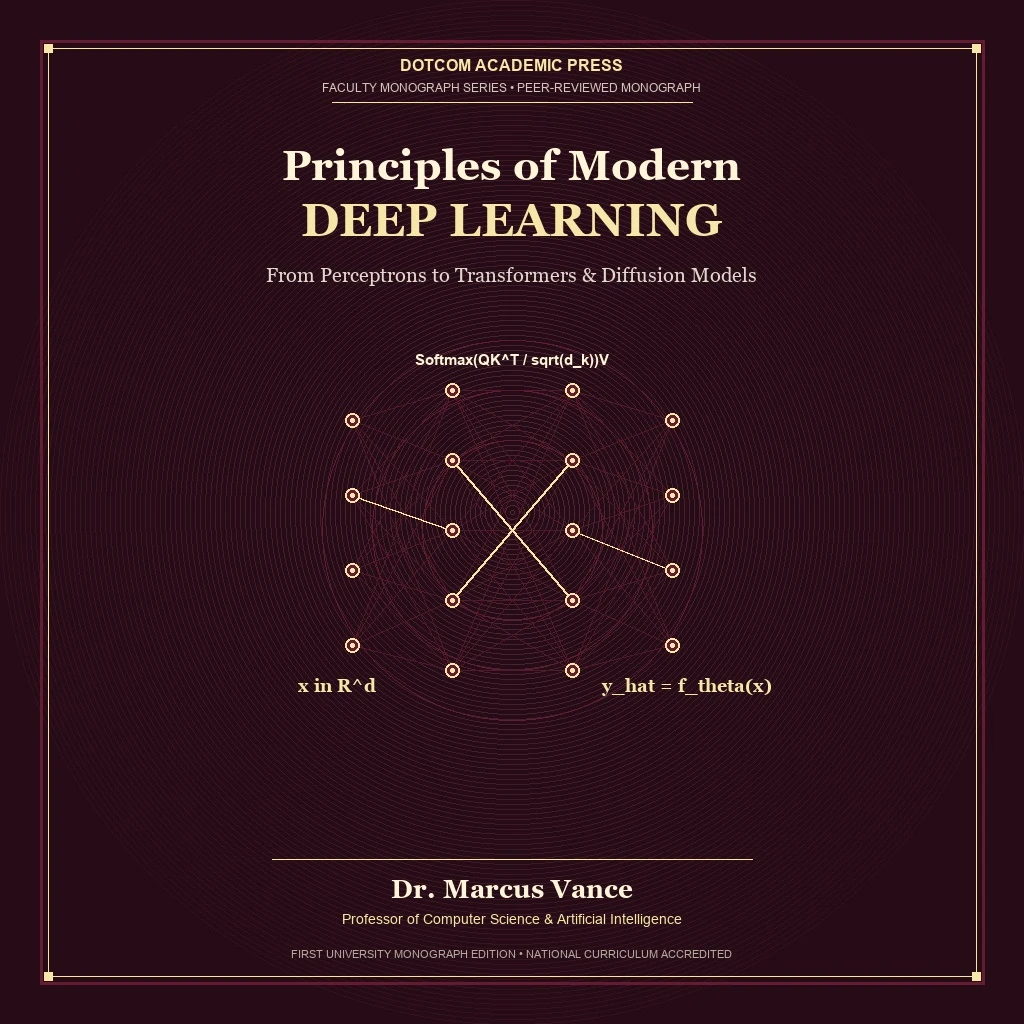 DOTCOM ACADEMIC PRESS
FACULTY MONOGRAPH SERIES • PEER-REVIEWED MONOGRAPH
Principles of Modern
DEEP LEARNING
From Perceptrons to Transformers & Diffusion Models
Softmax(QK^T / sqrt(d_k))V
x in R^d
y_hat = f_theta(x)
Dr. Marcus Vance
Professor of Computer Science & Artificial Intelligence
FIRST UNIVERSITY MONOGRAPH EDITION • NATIONAL CURRICULUM ACCREDITED